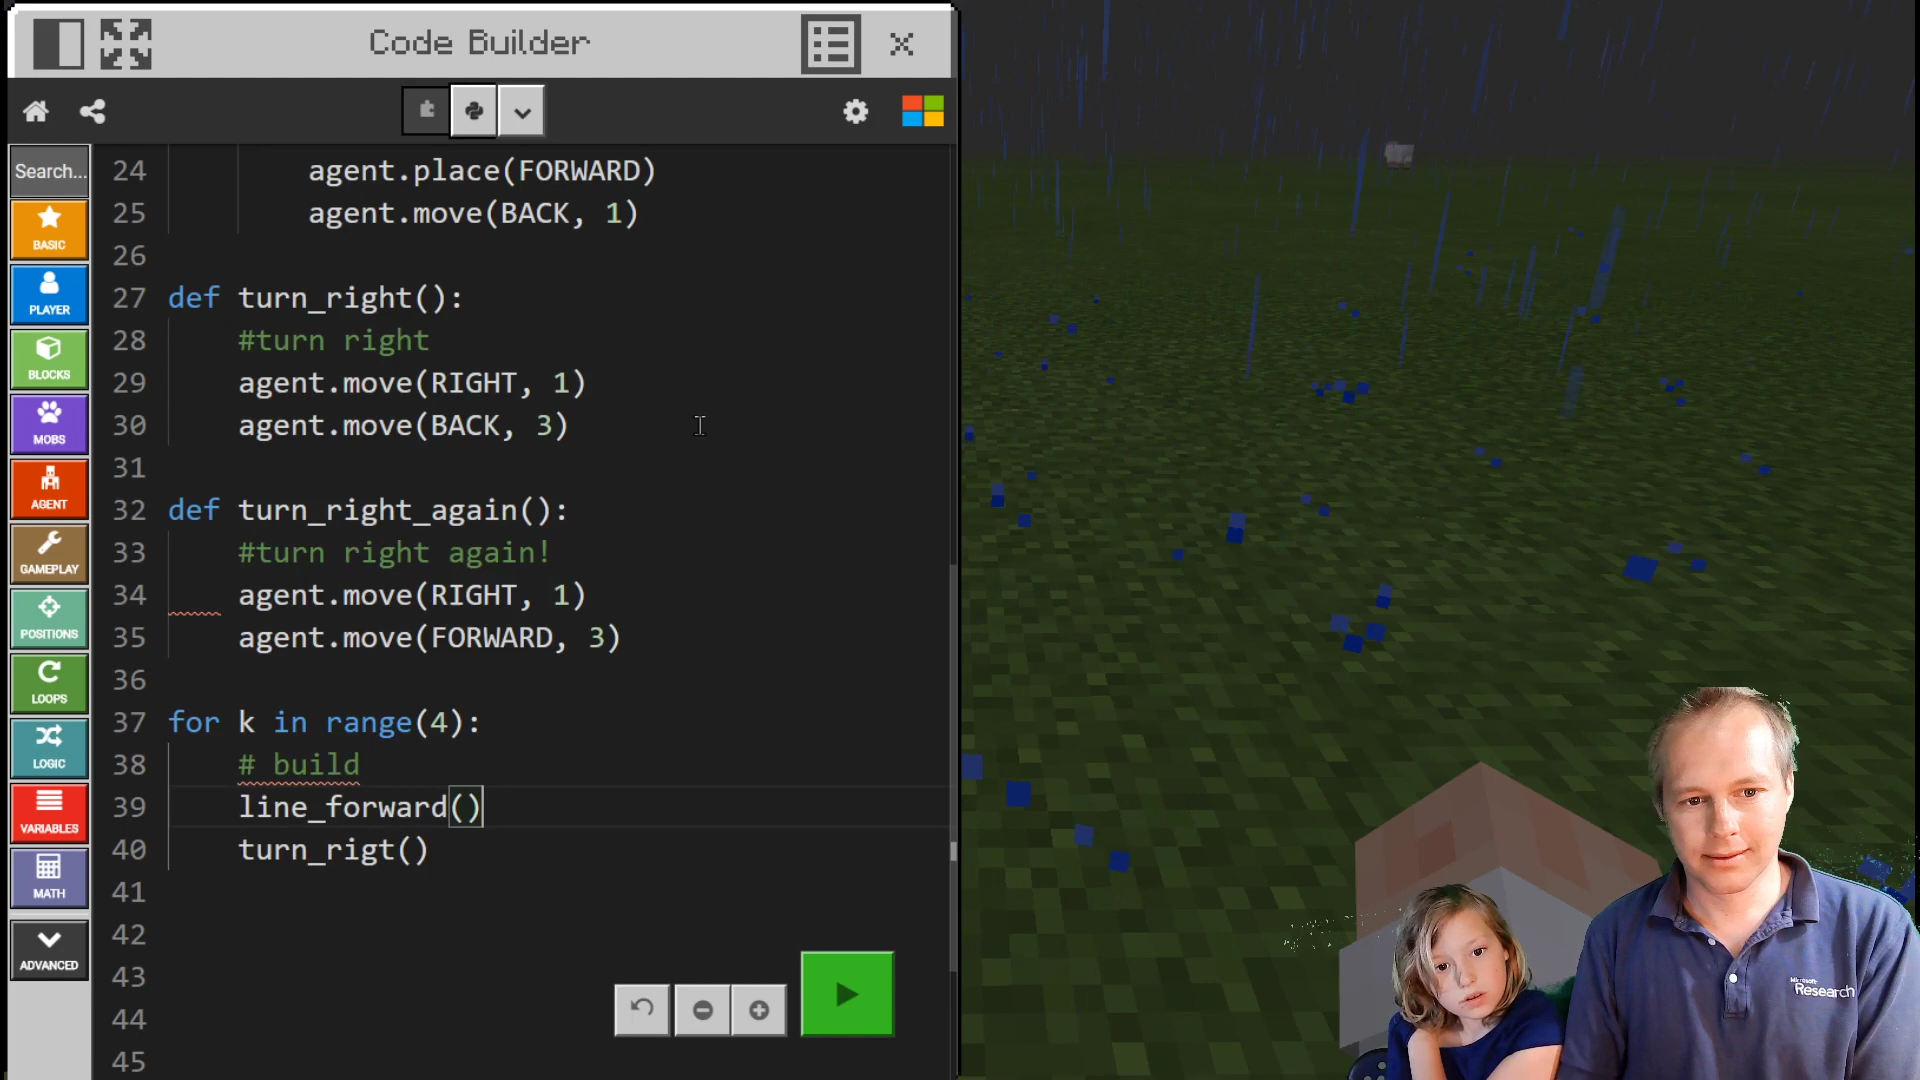 Code Builder
Search...
BASIC
PLAYER
BLOCKS
MOBS
AGENT
GAMEPLAY
POSITIONS
LOOPS
LOGIC
VARIABLES
MATH
ADVANCED
24 agent.place(FORWARD)
25 agent.move(BACK, 1)
26
27 def turn_right():
28 #turn right
29 agent.move(RIGHT, 1)
30 agent.move(BACK, 3)
31
32 def turn_right_again():
33 #turn right again!
34 agent.move(RIGHT, 1)
35 agent.move(FORWARD, 3)
36
37 for k in range(4):
38 # build
39 line_forward()
40 turn_rigt()
41
42
43
44
45
Microsoft
Research